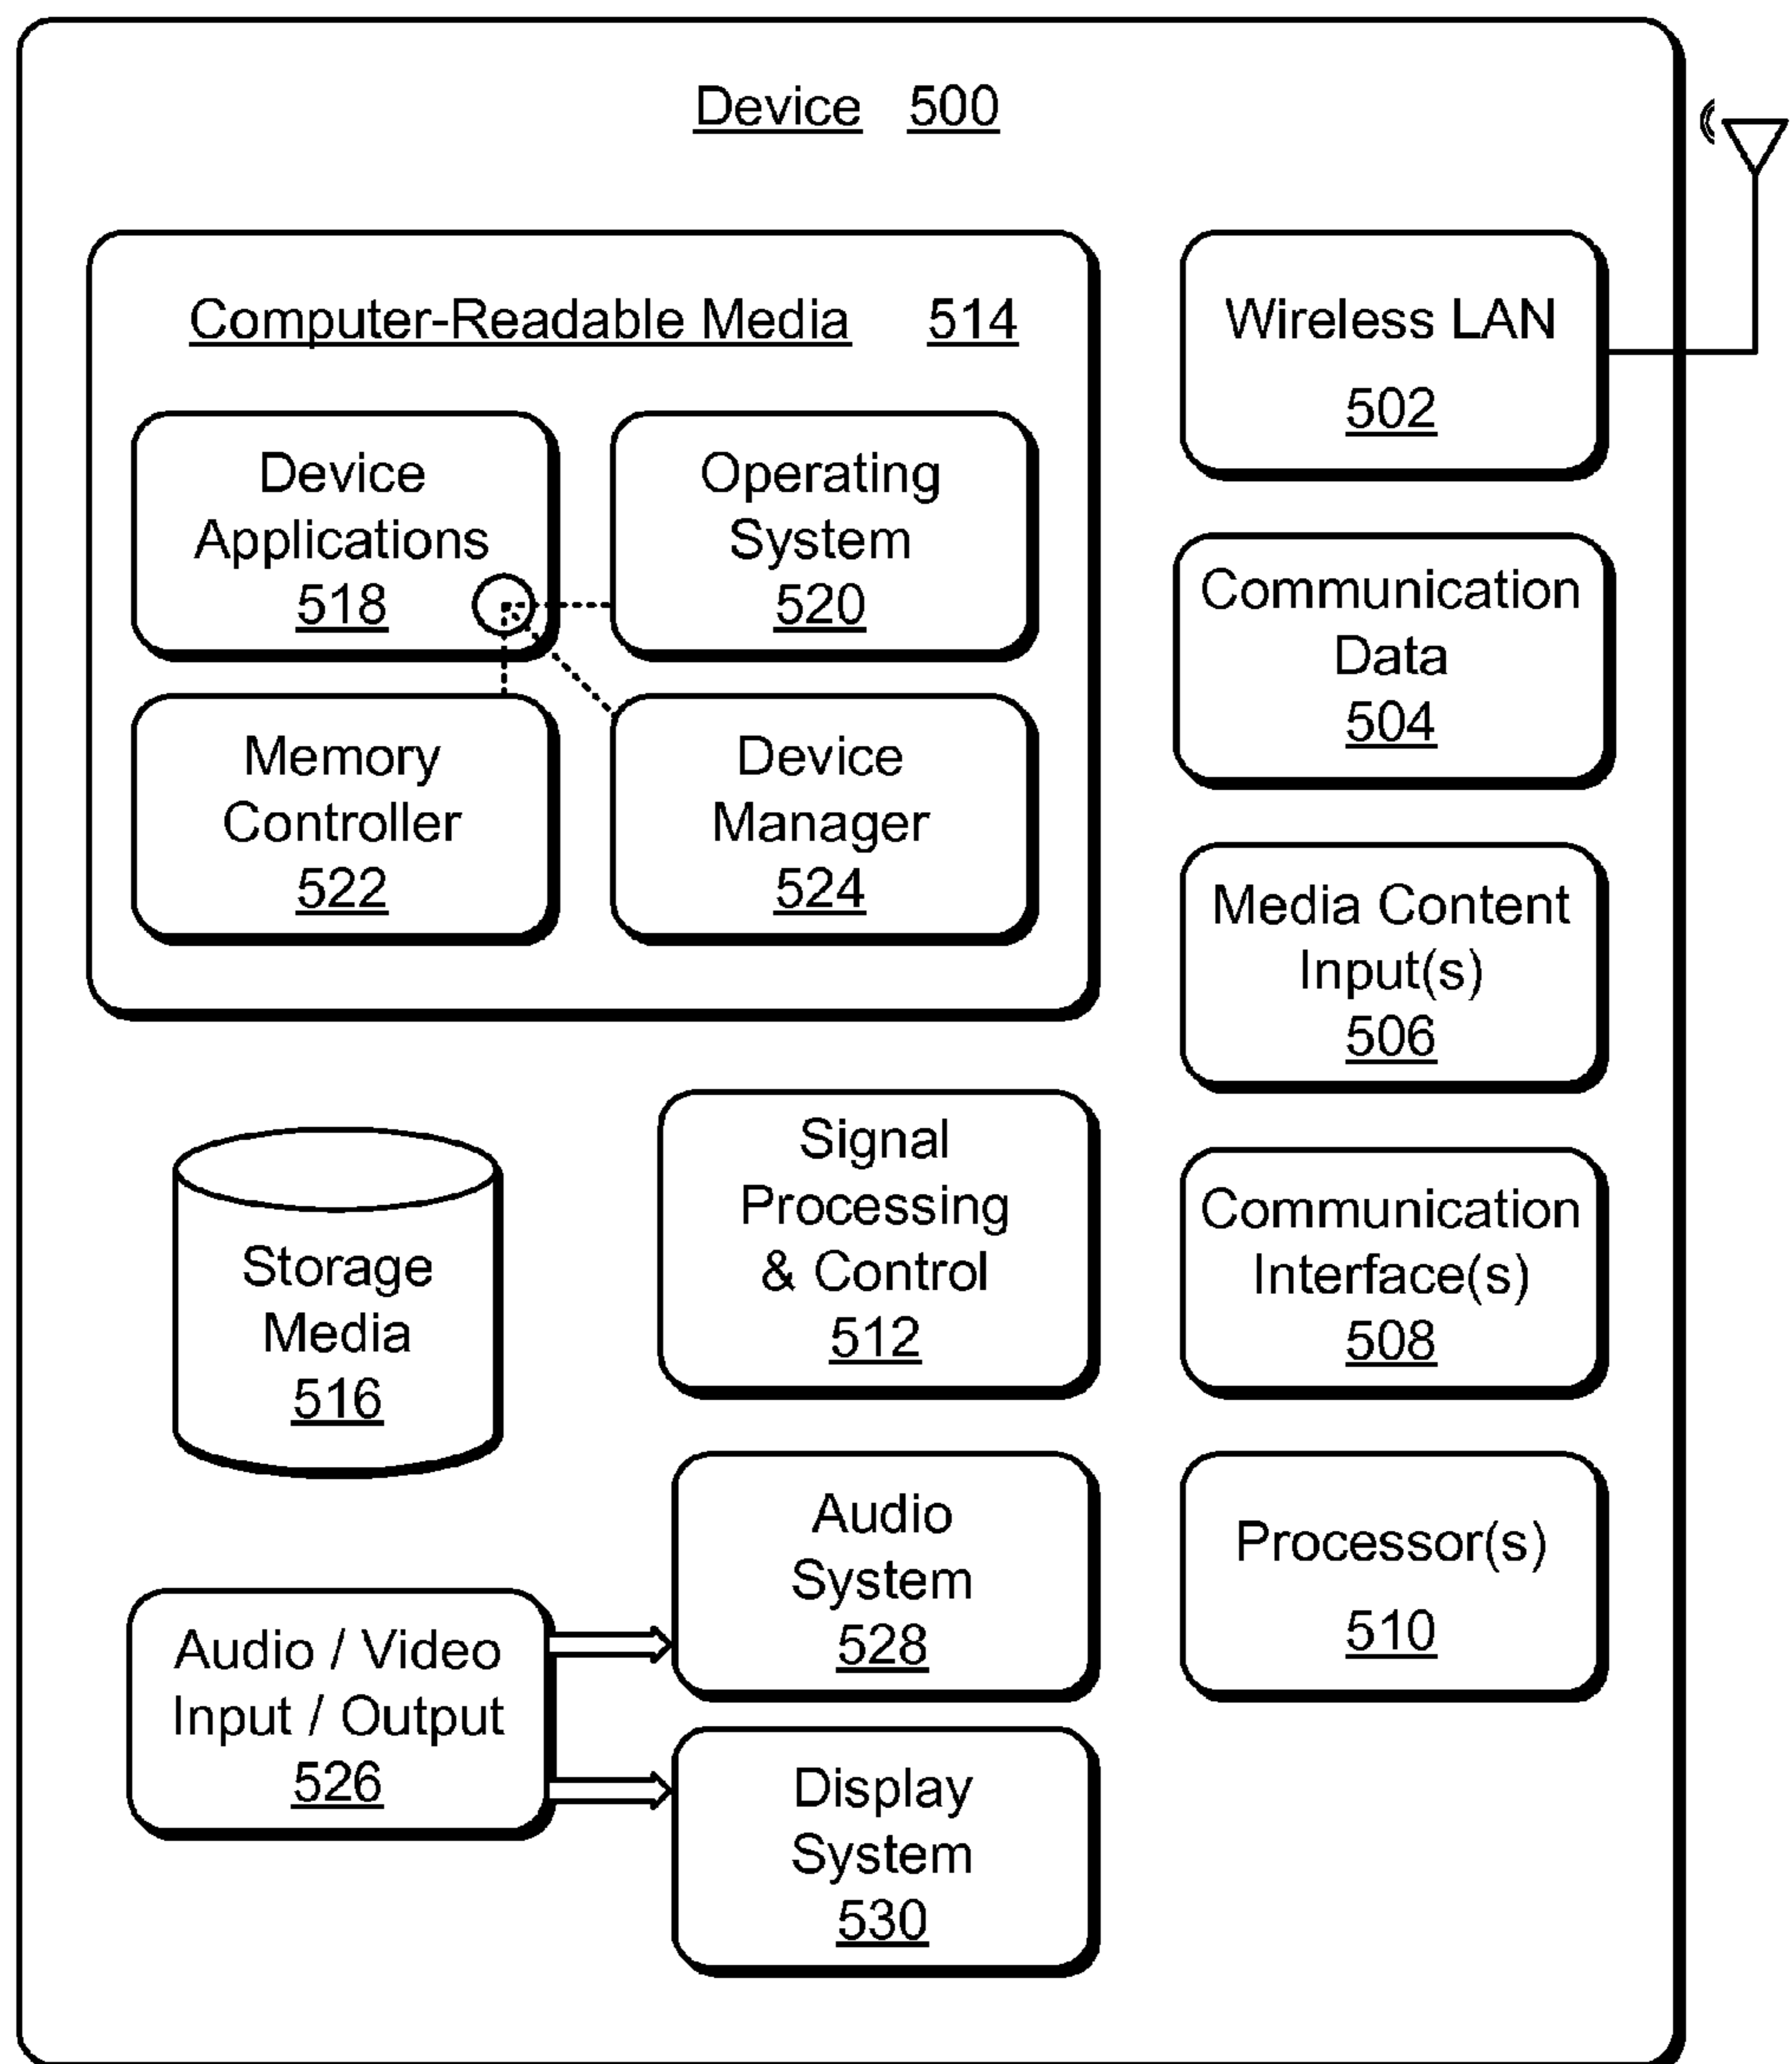 Device 500
Computer-Readable Media 514
Device
Applications
518
Operating
System
520
Memory
Controller
522
Device
Manager
524
Wireless LAN
502
Communication
Data
504
Media Content
Input(s)
506
Storage
Media
516
Signal
Processing
& Control
512
Communication
Interface(s)
508
Audio
System
528
Processor(s)
510
Audio / Video
Input / Output
526
Display
System
530